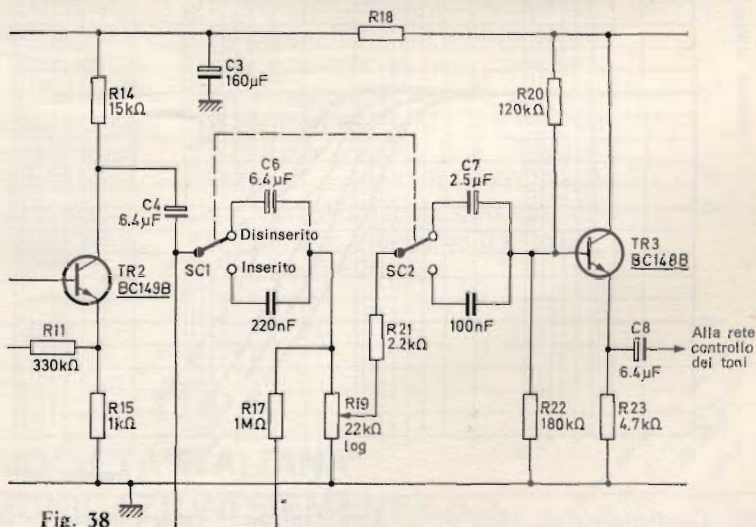 R18
C3
160µF
R14
15kΩ
R20
120kΩ
C6
6.4µF
C7
2.5µF
C4
6.4µF
Disinserito
SC1
Inserito
SC2
TR2
BC149B
TR3
BC148B
220nF
100nF
R21
2.2kΩ
R11
330kΩ
C8
6.4µF
Alla rete
controllo
dei toni
R15
1kΩ
R17
1MΩ
R19
22kΩ
log
R22
180kΩ
R23
4.7kΩ
Fig. 38